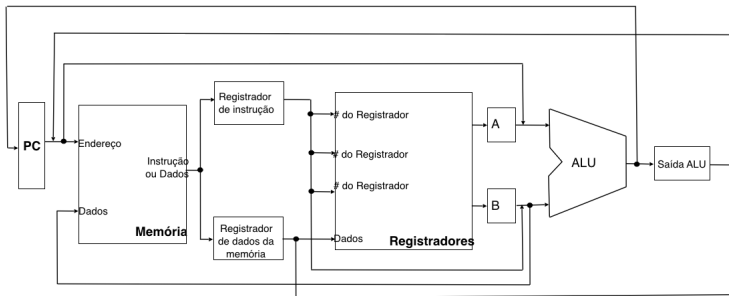 PC
Endereço
Instrução
ou Dados
Dados
Memória
Registrador
de instrução
Registrador
de dados da
memória
# do Registrador
# do Registrador
# do Registrador
Dados
Registradores
A
B
ALU
Saída ALU